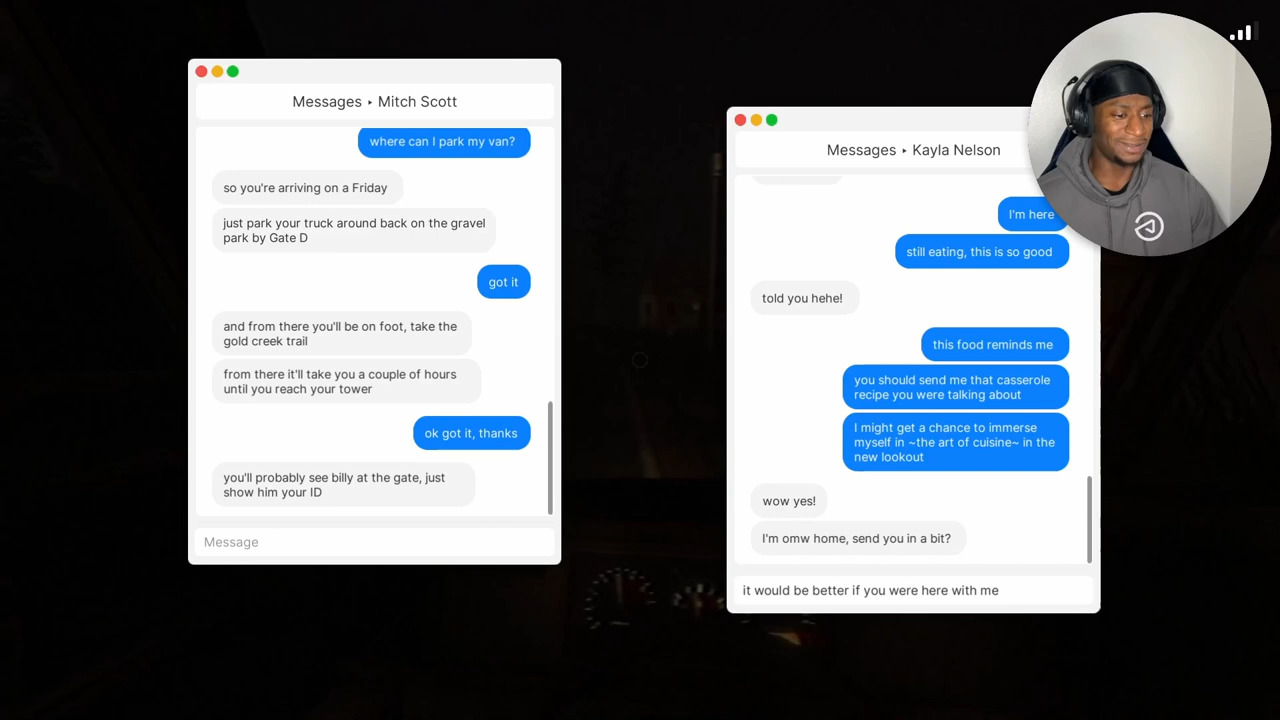 Messages ‣ Mitch Scott
where can I park my van?
so you're arriving on a Friday
just park your truck around back on the gravel
park by Gate D
got it
and from there you'll be on foot, take the
gold creek trail
from there it'll take you a couple of hours
until you reach your tower
ok got it, thanks
you'll probably see billy at the gate, just
show him your ID
Message
Messages ‣ Kayla Nelson
I'm here
still eating, this is so good
told you hehe!
this food reminds me
you should send me that casserole
recipe you were talking about
I might get a chance to immerse
myself in ~the art of cuisine~ in the
new lookout
wow yes!
I'm omw home, send you in a bit?
it would be better if you were here with me